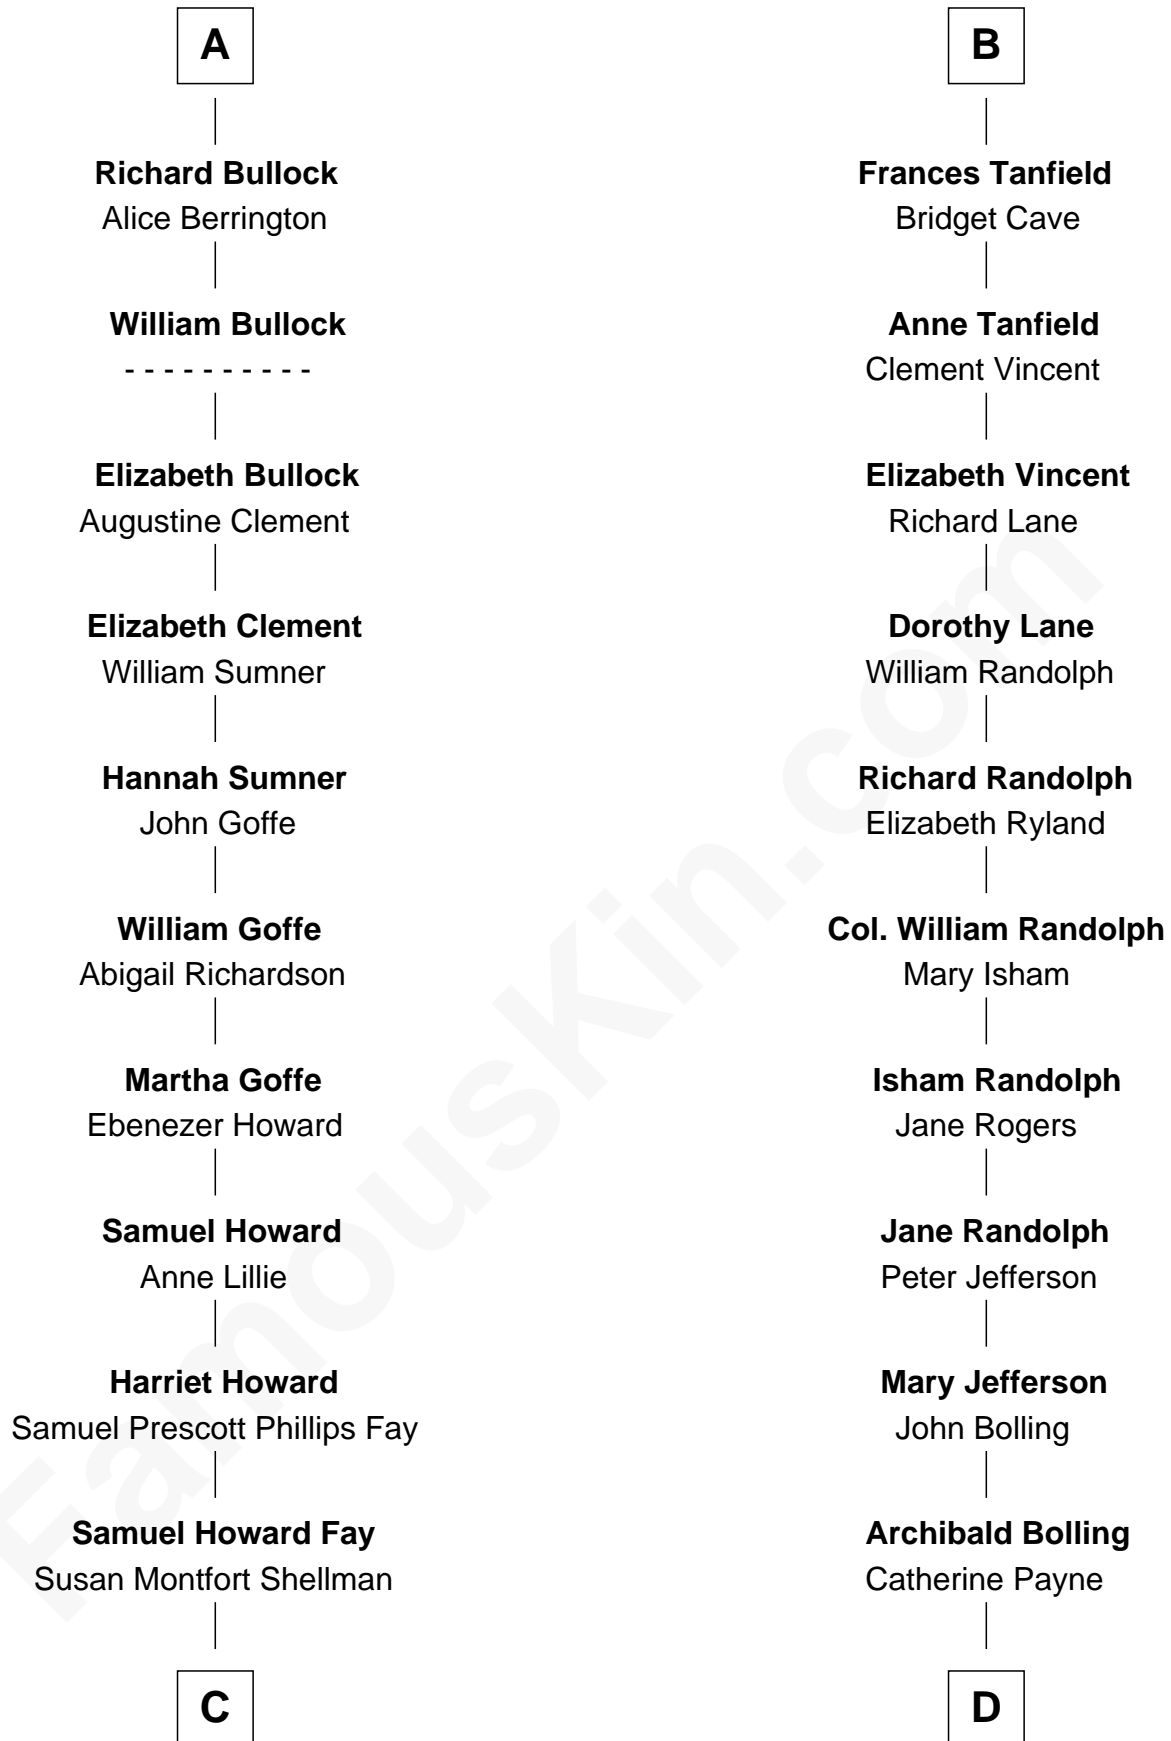 A
Richard Bullock
Alice Berrington
William Bullock
- - - - - - - - - -
Elizabeth Bullock
Augustine Clement
Elizabeth Clement
William Sumner
Hannah Sumner
John Goffe
William Goffe
Abigail Richardson
Martha Goffe
Ebenezer Howard
Samuel Howard
Anne Lillie
Harriet Howard
Samuel Prescott Phillips Fay
Samuel Howard Fay
Susan Montfort Shellman
C
B
Frances Tanfield
Bridget Cave
Anne Tanfield
Clement Vincent
Elizabeth Vincent
Richard Lane
Dorothy Lane
William Randolph
Richard Randolph
Elizabeth Ryland
Col. William Randolph
Mary Isham
Isham Randolph
Jane Rogers
Jane Randolph
Peter Jefferson
Mary Jefferson
John Bolling
Archibald Bolling
Catherine Payne
D
FamousKin.com